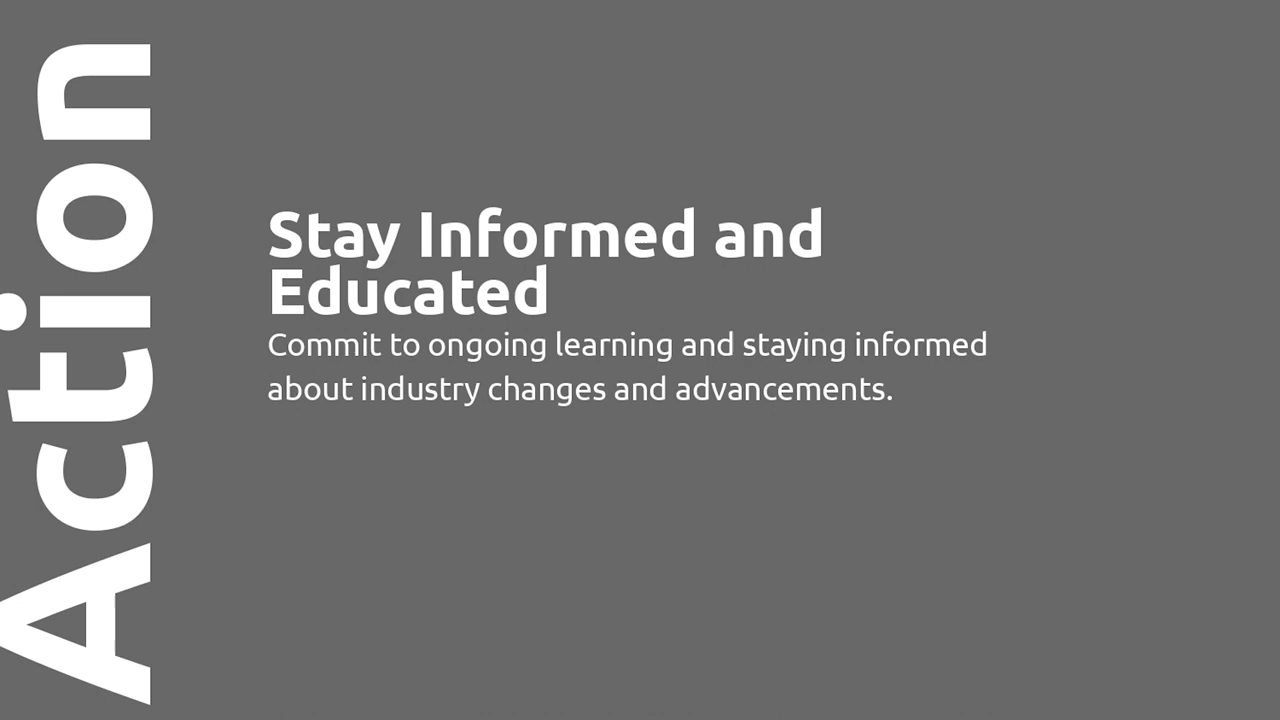 Action
Stay Informed and
Educated
Commit to ongoing learning and staying informed
about industry changes and advancements.